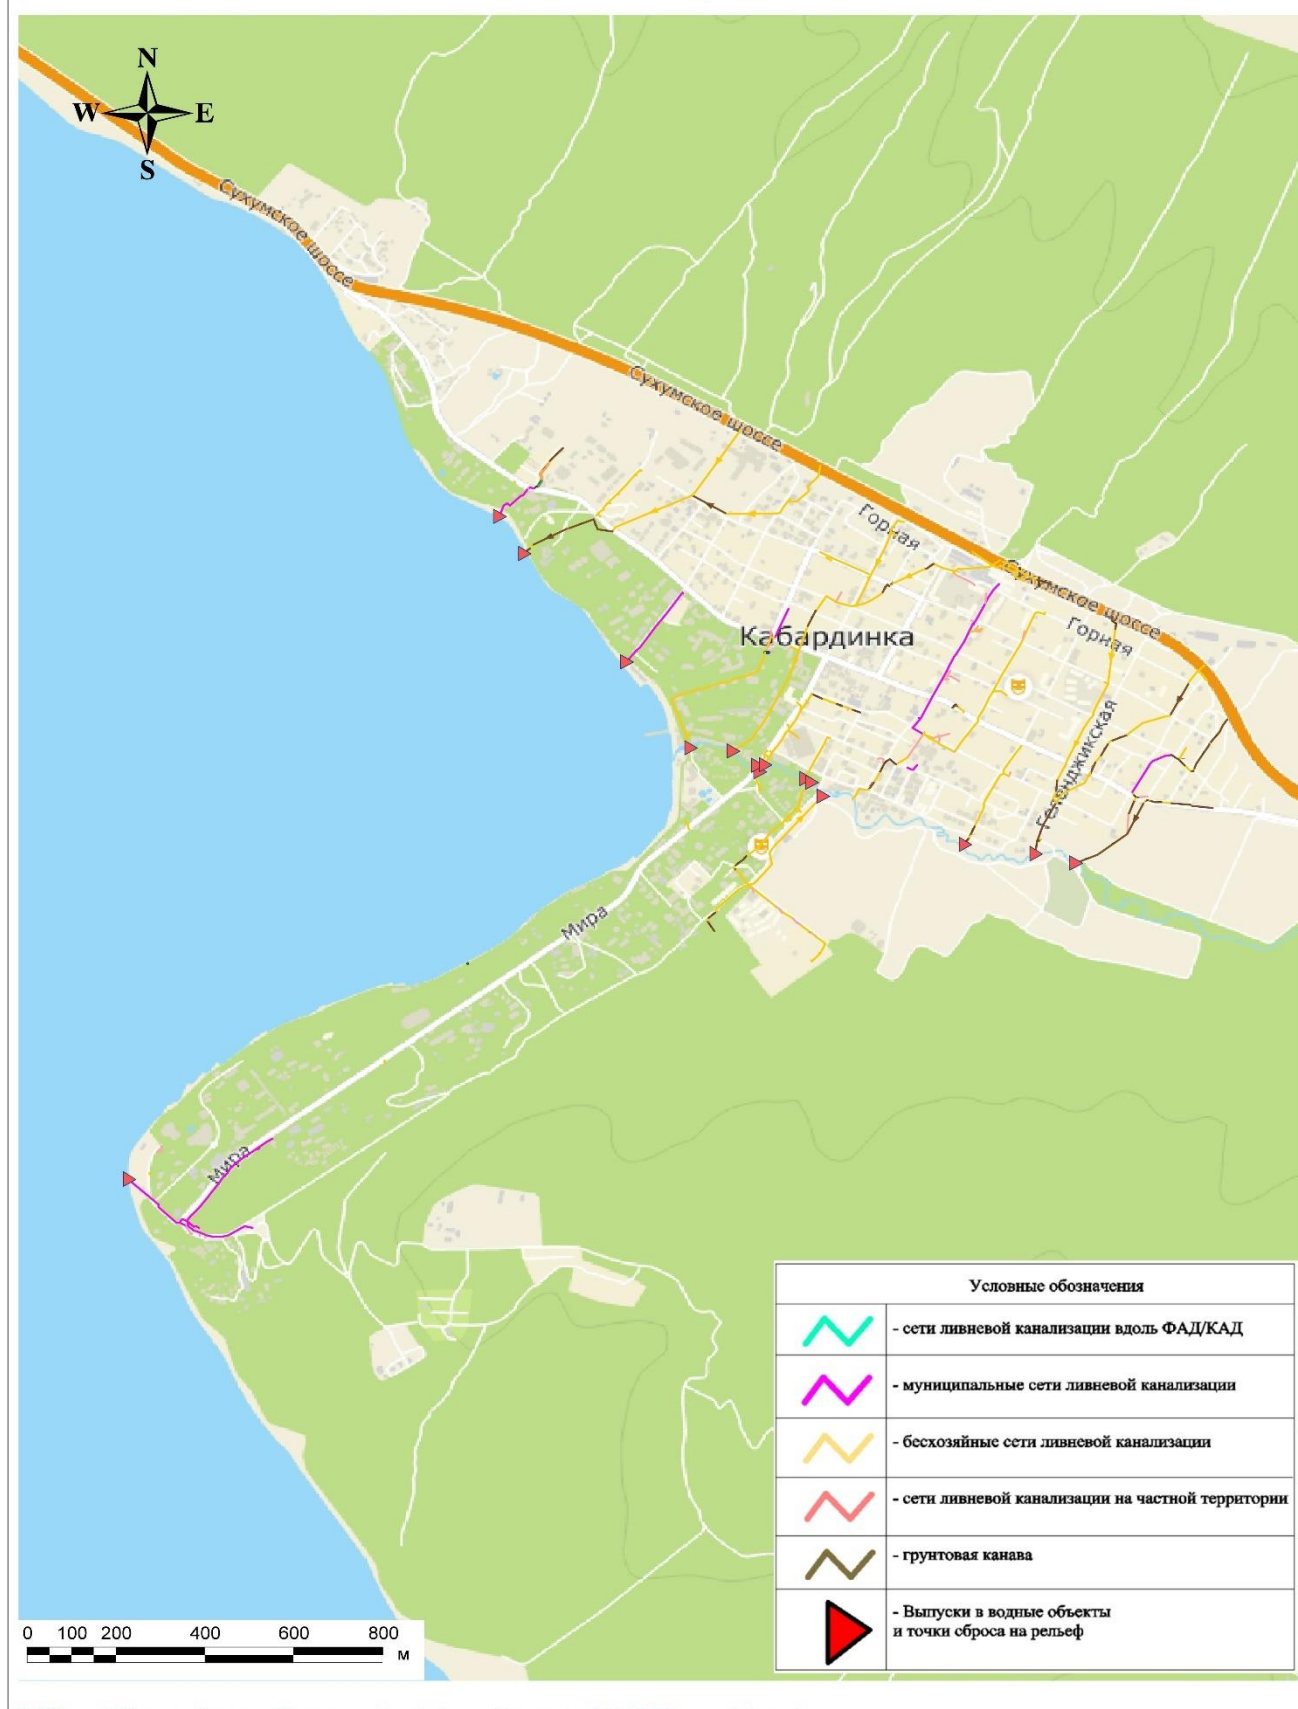 N
W E
S
Сухумское шоссе
Сухумское шоссе
Горная
Сухумское шоссе
Горная
Кабардинка
Геленджикская
Мира
Мира
Условные обозначения
- сети ливневой канализации вдоль ФАД/КАД
- муниципальные сети ливневой канализации
- бесхозяйные сети ливневой канализации
- сети ливневой канализации на частной территории
- грунтовая канава
- Выпуски в водные объекты
и точки сброса на рельеф
0 100 200 400 600 800
м